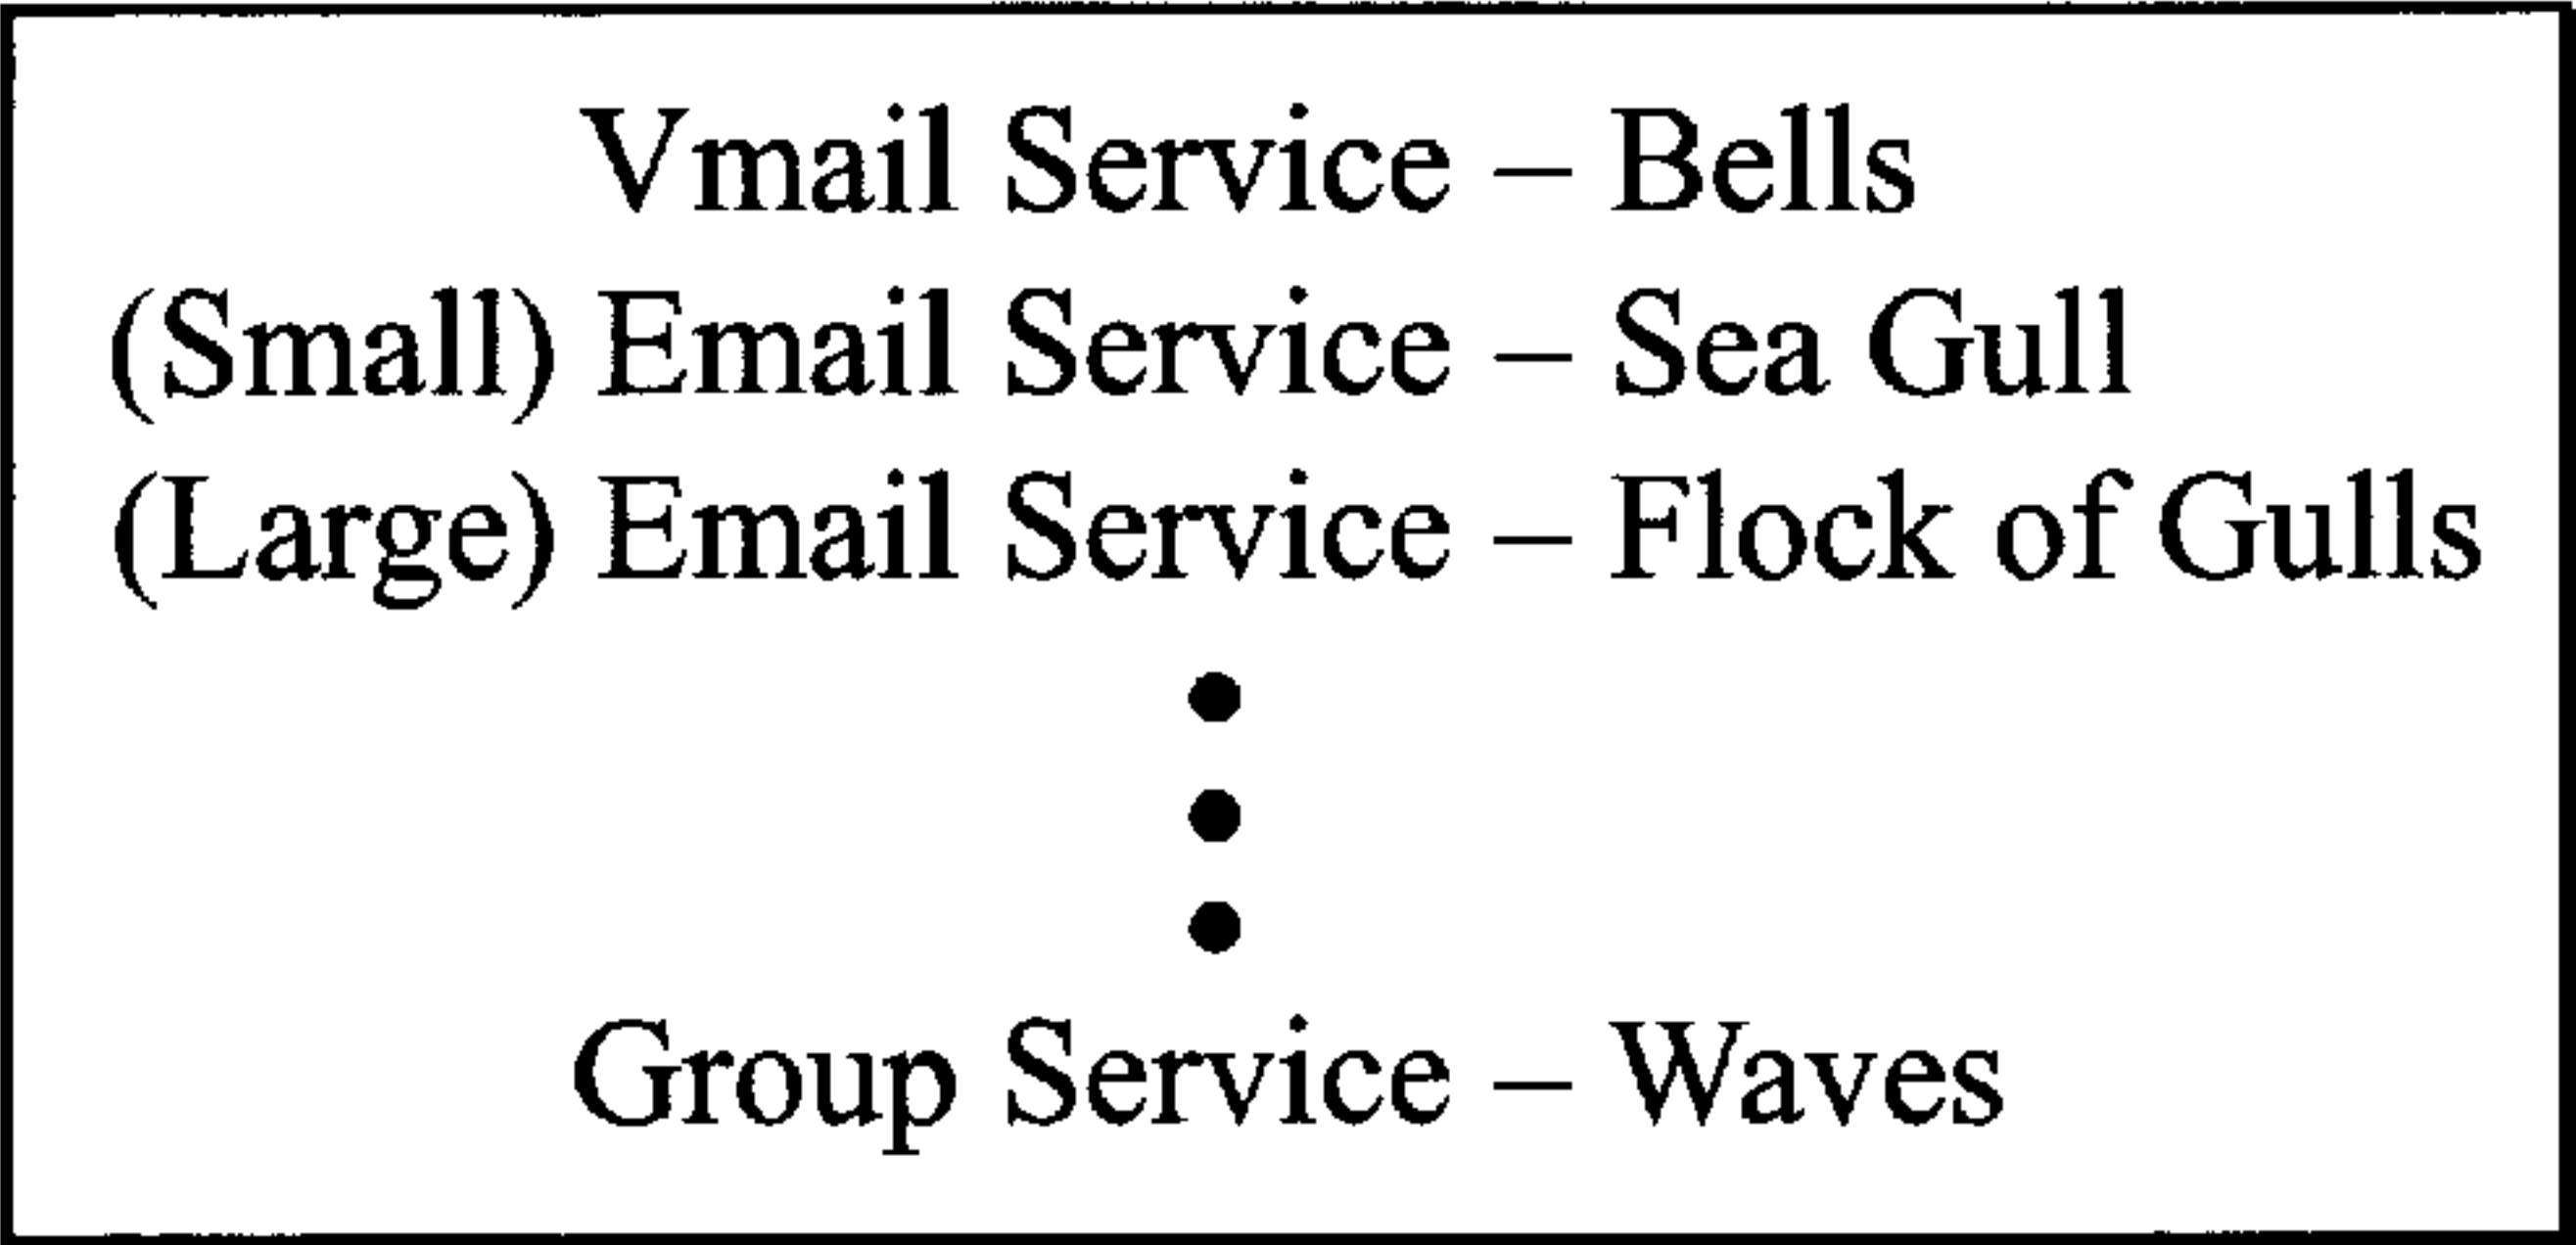 Vmail Service – Bells
(Small) Email Service – Sea Gull
(Large) Email Service – Flock of Gulls
Group Service – Waves